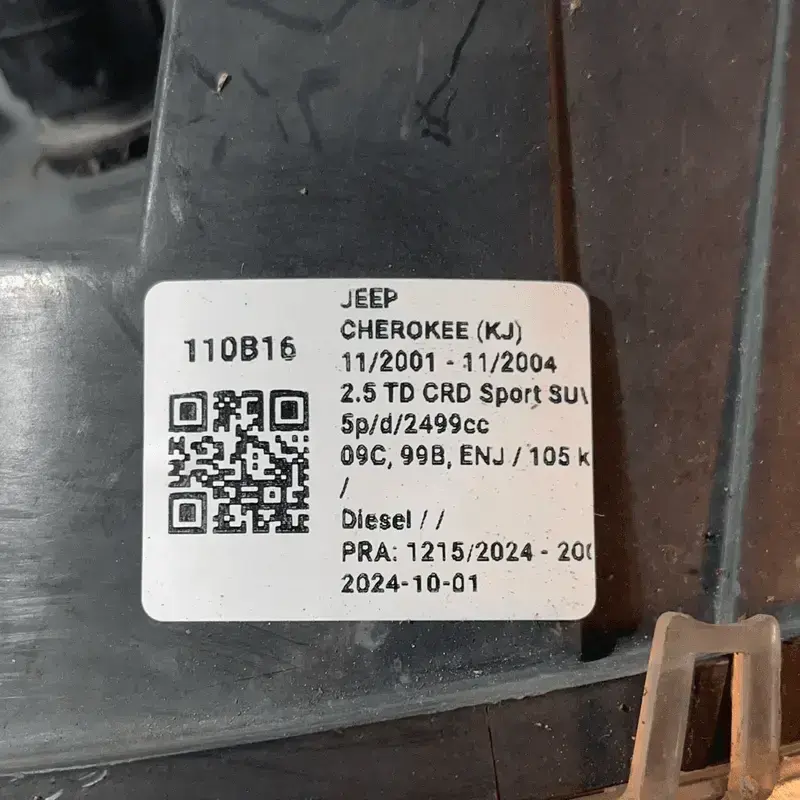 110B16
JEEP
CHEROKEE (KJ)
11/2001 - 11/2004
2.5 TD CRD Sport SU
5p/d/2499cc
09C, 99B, ENJ / 105 k
/
Diesel / /
PRA: 1215/2024 - 200
2024-10-01